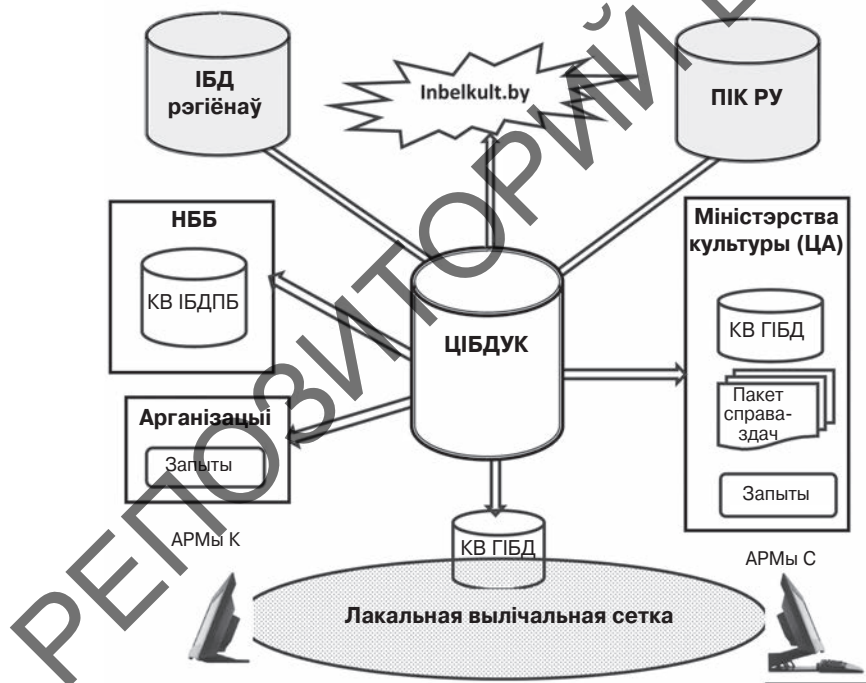 ІБД
рэгіёнаў
Inbelkult.by
ПІК РУ
НББ
КВ ІБДПБ
Міністэрства
культуры (ЦА)
КВ ГІБД
Пакет
справа-
здач
Запыты
ЦІБДУК
Арганізацыі
Запыты
АРМы К
КВ ГІБД
АРМы С
Лакальная вылічальная сетка
РЕПОЗИТОРИЙ